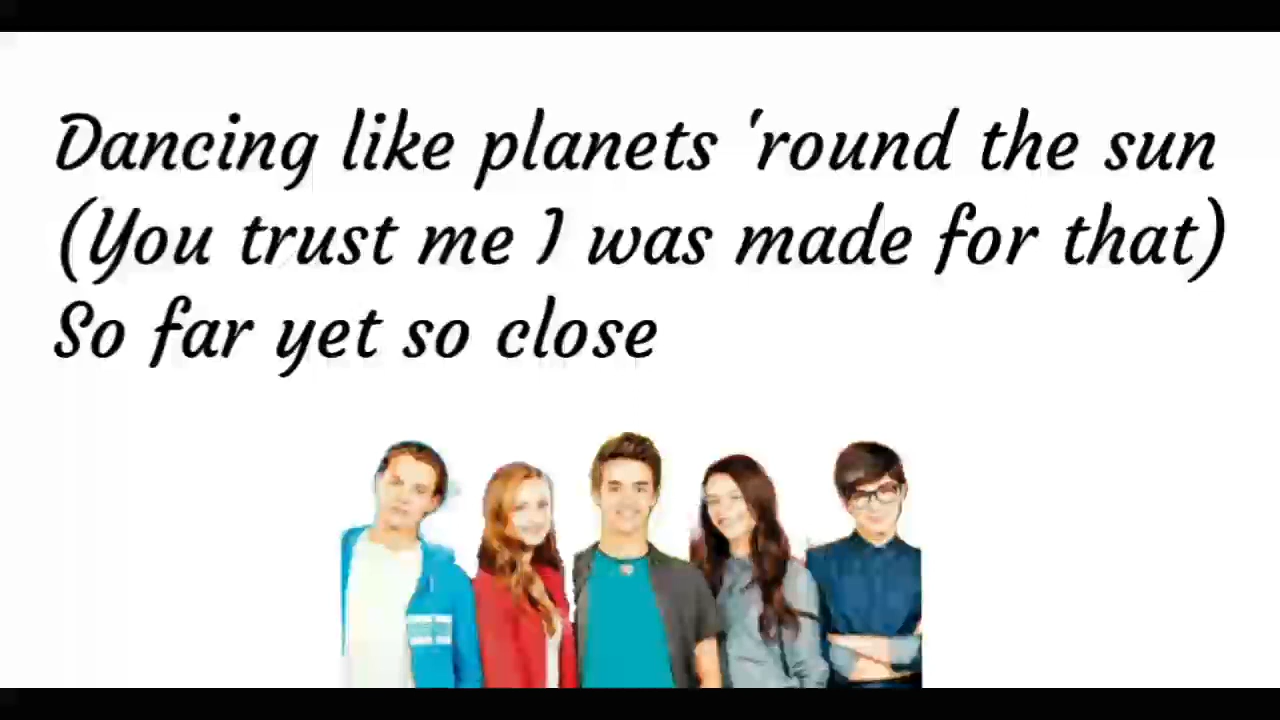 Dancing like planets 'round the sun
(You trust me I was made for that)
So far yet so close